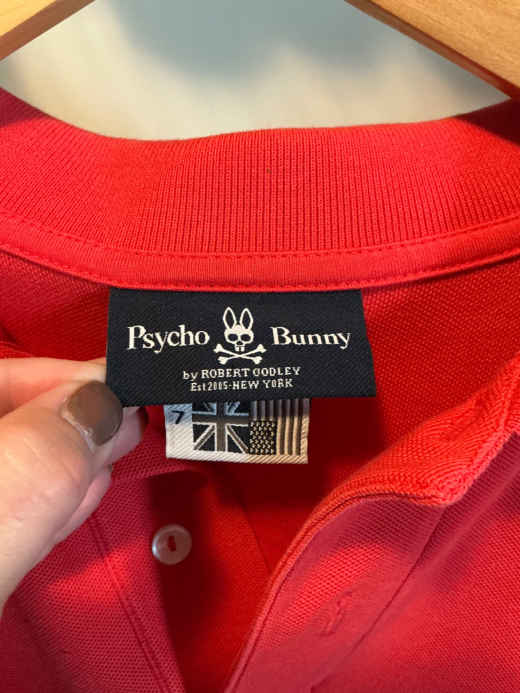 Psycho Bunny
by ROBERT GODLEY
Est 2005-NEW YORK
7